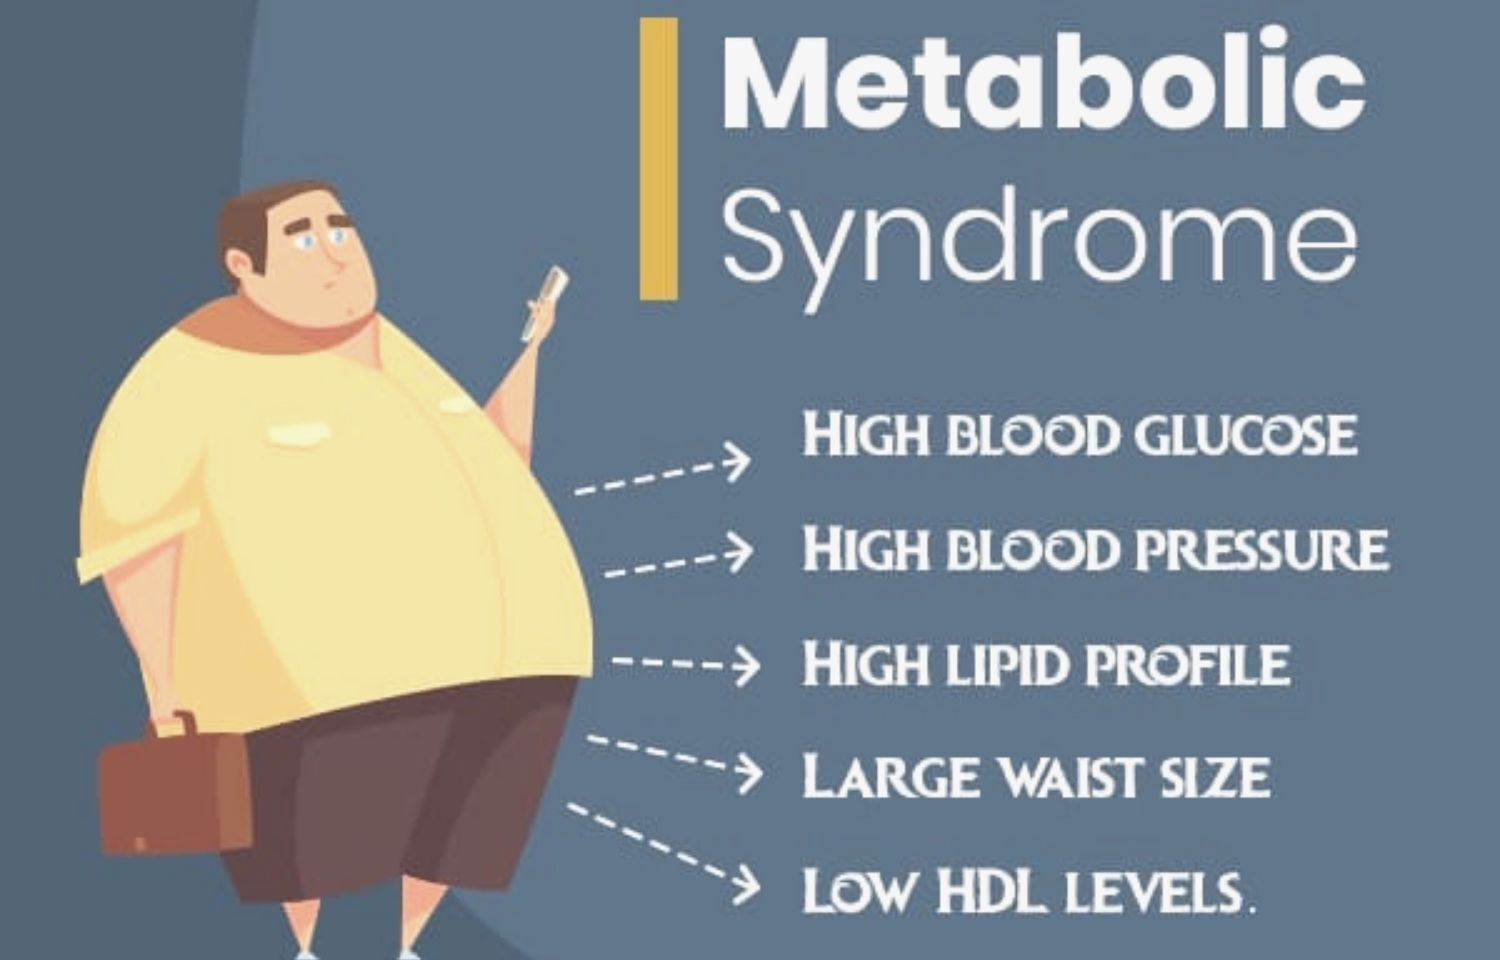 Metabolic
Syndrome
HIGH BLOOD GLUCOSE
HIGH BLOOD PRESSURE
HIGH LIPID PROFILE
LARGE WAIST SIZE
LOW HDL LEVELS.